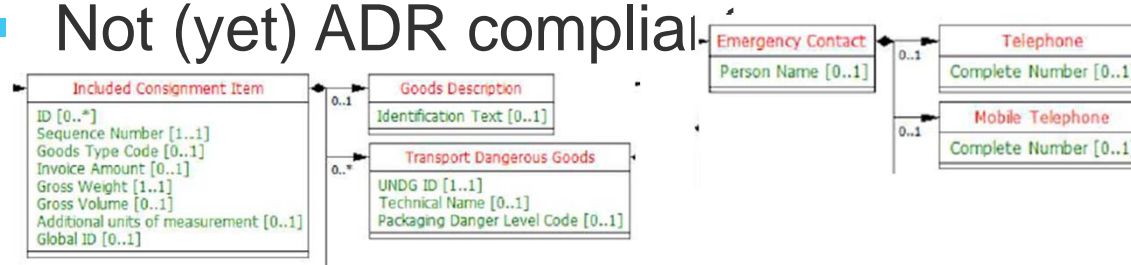 Not (yet) ADR complian
Included Consignment Item
ID [0..*]
Sequence Number [1..1]
Goods Type Code [0..1]
Invoice Amount [0..1]
Gross Weight [1..1]
Gross Volume [0..1]
Additional units of measurement [0..1]
Global ID [0..1]
0..1
Goods Description
Identification Text [0..1]
0..*
Transport Dangerous Goods
UNDG ID [1..1]
Technical Name [0..1]
Packaging Danger Level Code [0..1]
Emergency Contact
Person Name [0..1]
0..1
Telephone
Complete Number [0..1
0..1
Mobile Telephone
Complete Number [0..1